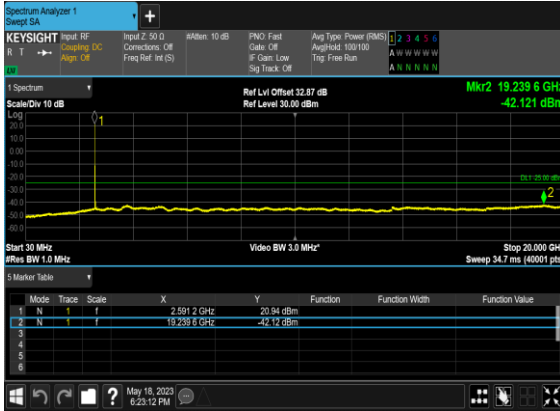 Spectrum Analyzer 1
Swept SA
KEYSIGHT
R T
Input: RF
Coupling: DC
Align: Off
Input Z: 50 Ω
Corrections: Off
Freq Ref: Int (S)
#Atten: 10 dB
PNO: Fast
Gate: Off
IF Gain: Low
Sig Track: Off
Avg Type: Power (RMS)
Avg|Hold: 100/100
Trig: Free Run
1 2 3 4 5 6
A W W W W W
A N N N N N
1 Spectrum
Scale/Div 10 dB
Ref Lvl Offset 32.87 dB
Ref Level 30.00 dBm
Mkr2 19.239 6 GHz
-42.121 dBm
Log
20.0
10.0
0.00
-10.0
-20.0
-30.0
-40.0
-50.0
-60.0
1
DL1 -25.00 dBm
2
Start 30 MHz
#Res BW 1.0 MHz
Video BW 3.0 MHz*
Stop 20.000 GH
Sweep 34.7 ms (40001 pts
5 Marker Table
Mode Trace Scale X Y Function Function Width Function Value
1 N 1 f 2.591 2 GHz 20.94 dBm
2 N 1 f 19.239 6 GHz -42.12 dBm
3
4
5
6
?
May 18, 2023
6:23:12 PM